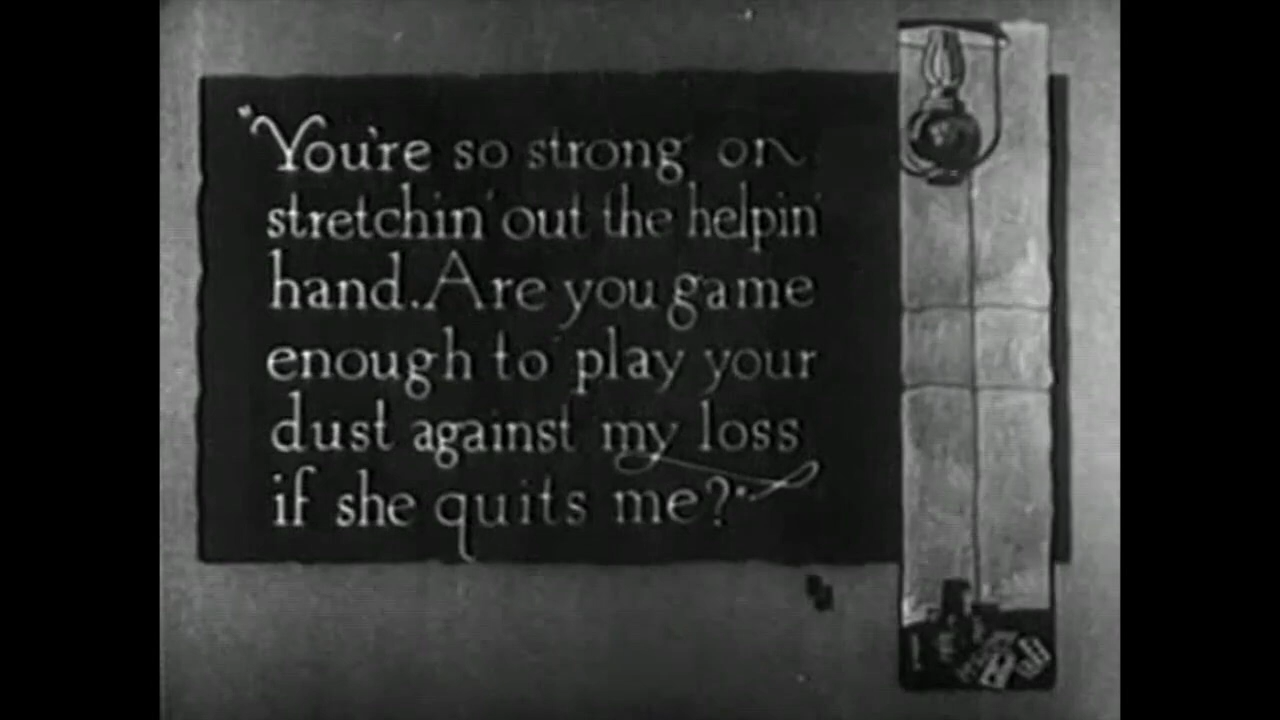 "You're so strong on
stretchin' out the helpin'
hand. Are you game
enough to play your
dust against my loss
if she quits me?"